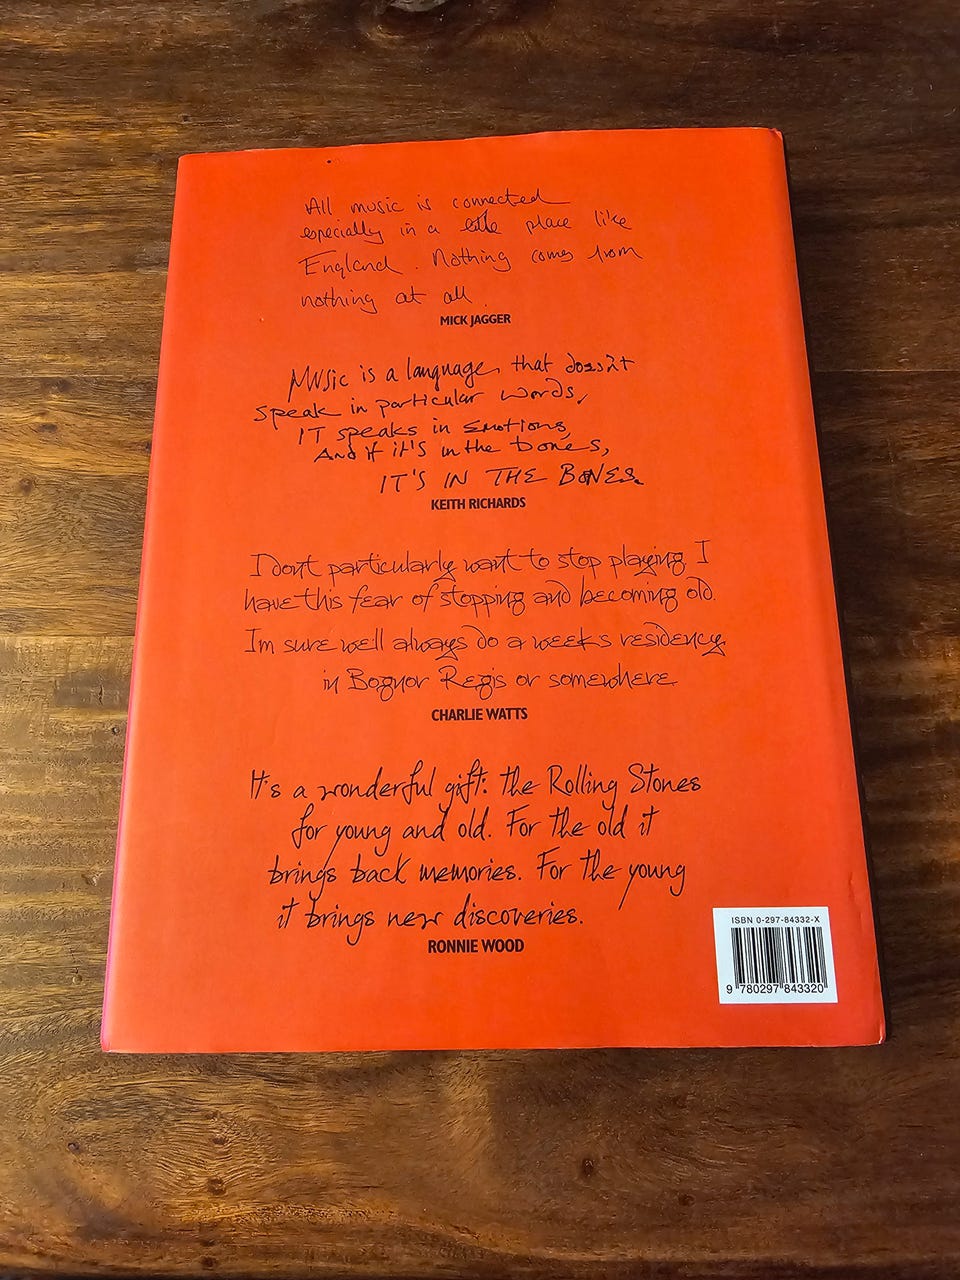 All music is connected
especially in a little place like
England. Nothing comes from
nothing at all.
MICK JAGGER
Music is a language, that doesn't
speak in particular words,
IT speaks in Emotions,
And if it's in the bones,
IT'S IN THE BONES.
KEITH RICHARDS
I dont particularly want to stop playing. I
have this fear of stopping and becoming old.
Im sure well always do a weeks residency
in Bognor Regis or somewhere
CHARLIE WATTS
It's a wonderful gift: the Rolling Stones
for young and old. For the old it
brings back memories. For the young
it brings new discoveries.
RONNIE WOOD
ISBN 0-297-84332-X
9 780297 843320